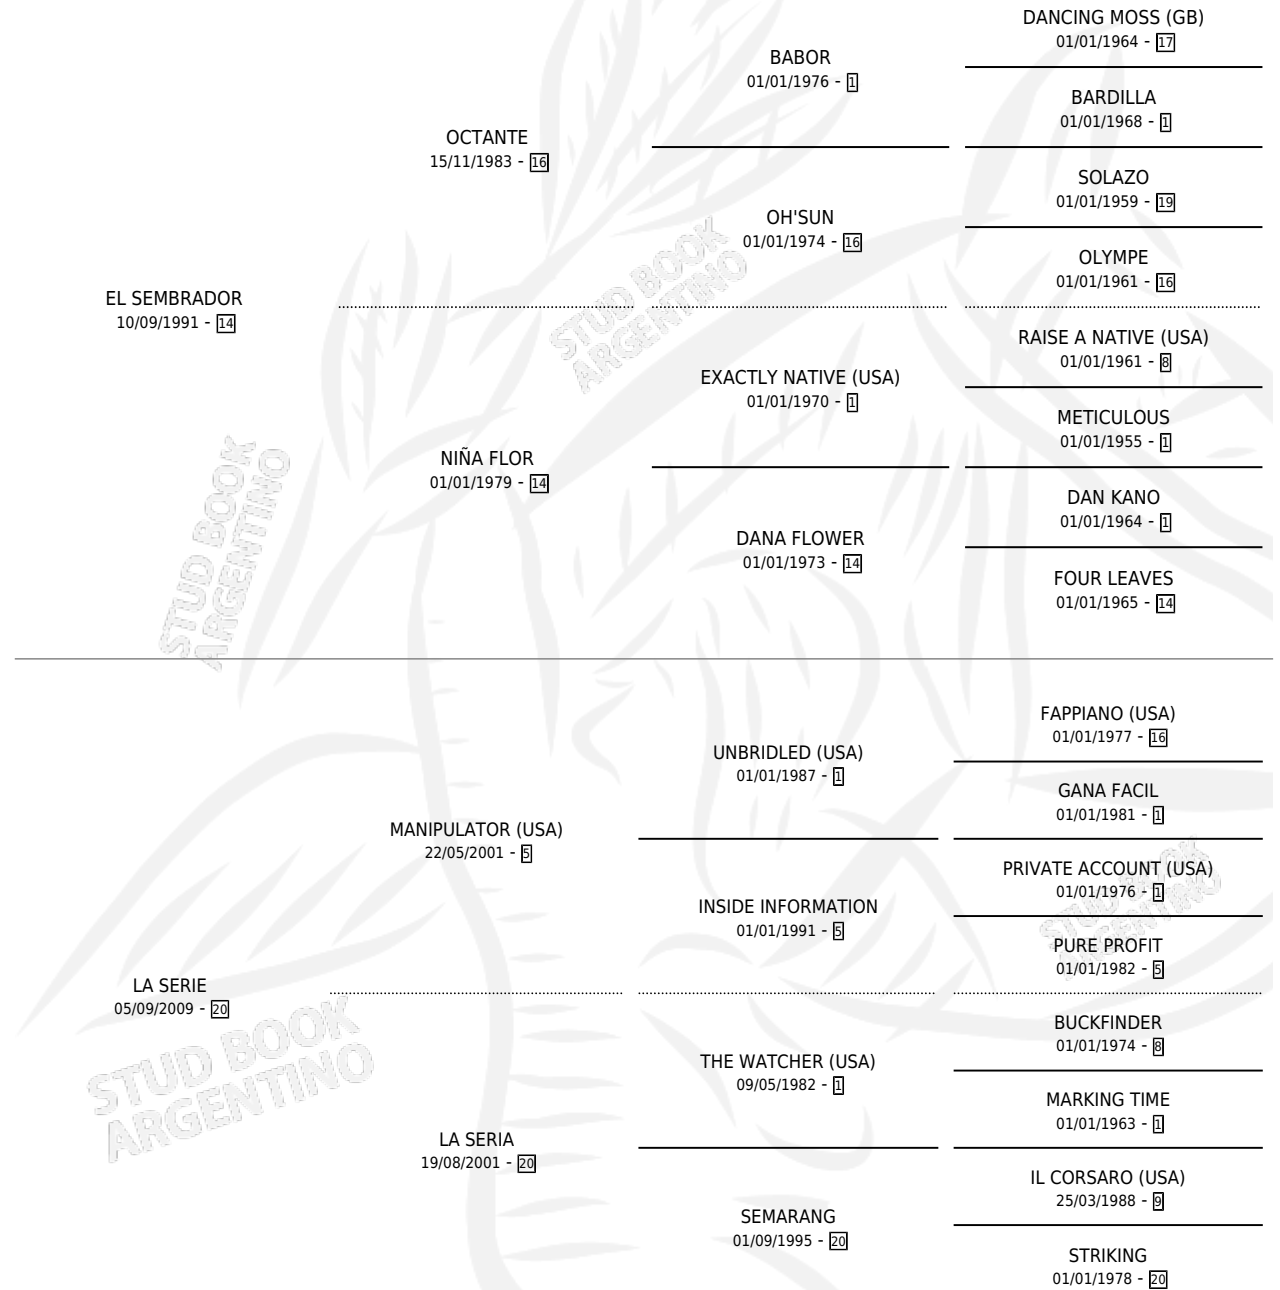 DANCING MOSS (GB)
01/01/1964 - 17
BABOR
01/01/1976 - 1
BARDILLA
01/01/1968 - 1
OCTANTE
15/11/1983 - 16
SOLAZO
01/01/1959 - 19
OH'SUN
01/01/1974 - 16
OLYMPE
01/01/1961 - 16
EL SEMBRADOR
10/09/1991 - 14
RAISE A NATIVE (USA)
01/01/1961 - 8
EXACTLY NATIVE (USA)
01/01/1970 - 1
METICULOUS
01/01/1955 - 1
NIÑA FLOR
01/01/1979 - 14
DAN KANO
01/01/1964 - 1
DANA FLOWER
01/01/1973 - 14
FOUR LEAVES
01/01/1965 - 14
FAPPIANO (USA)
01/01/1977 - 16
UNBRIDLED (USA)
01/01/1987 - 1
GANA FACIL
01/01/1981 - 1
MANIPULATOR (USA)
22/05/2001 - 5
PRIVATE ACCOUNT (USA)
01/01/1976 - 1
INSIDE INFORMATION
01/01/1991 - 5
PURE PROFIT
01/01/1982 - 5
LA SERIE
05/09/2009 - 20
BUCKFINDER
01/01/1974 - 8
THE WATCHER (USA)
09/05/1982 - 1
MARKING TIME
01/01/1963 - 1
LA SERIA
19/08/2001 - 20
IL CORSARO (USA)
25/03/1988 - 9
SEMARANG
01/09/1995 - 20
STRIKING
01/01/1978 - 20
STUD BOOK
ARGENTINO
STUD BOOK
ARGENTINO
STUD BOOK
ARGENTINO
STUD BOOK
ARGENTINO